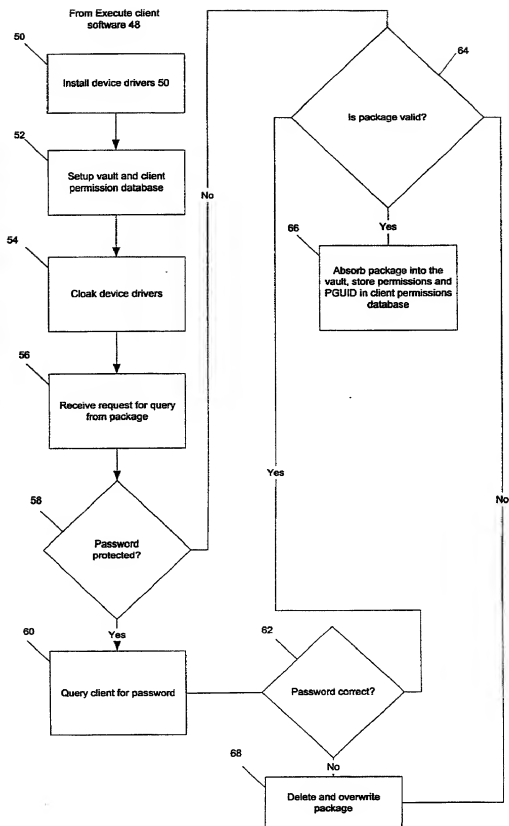 From Execute client
software 48
50
Install device drivers 50
52
Setup vault and client
permission database
54
Cloak device drivers
56
Receive request for query
from package
58
Password
protected?
No
Yes
60
Query client for password
62
Password correct?
Yes
No
64
Is package valid?
Yes
No
66
Absorb package into the
vault, store permissions and
PGUID in client permissions
database
68
Delete and overwrite
package